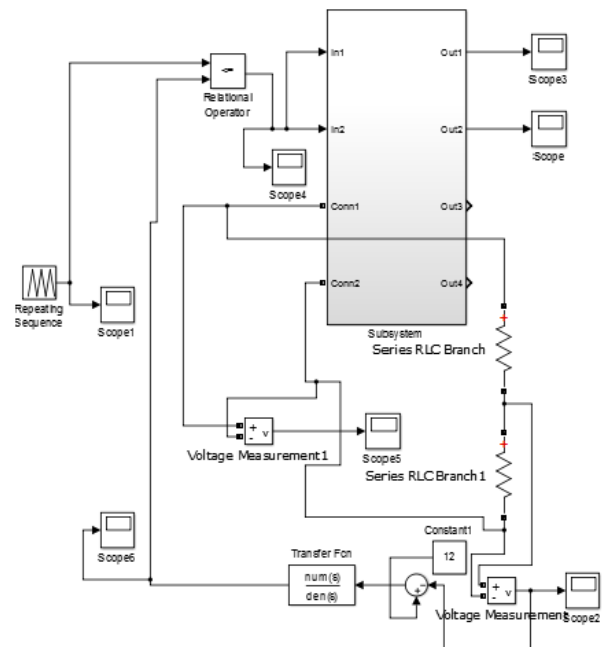 In1
Out1
Scope3
<=
Relational
Operator
In2
Out2
Scope
Scope4
Conn1
Out3
Repeating
Sequence
Scope1
Conn2
Out4
Subsystem
Series RLC Branch
+
-
v
Voltage Measurement1
Scope5
Series RLC Branch1
Scope6
Constant1
12
Transfer Fcn
num(s)
den(s)
+
-
+
-
v
Voltage Measurement
Scope2